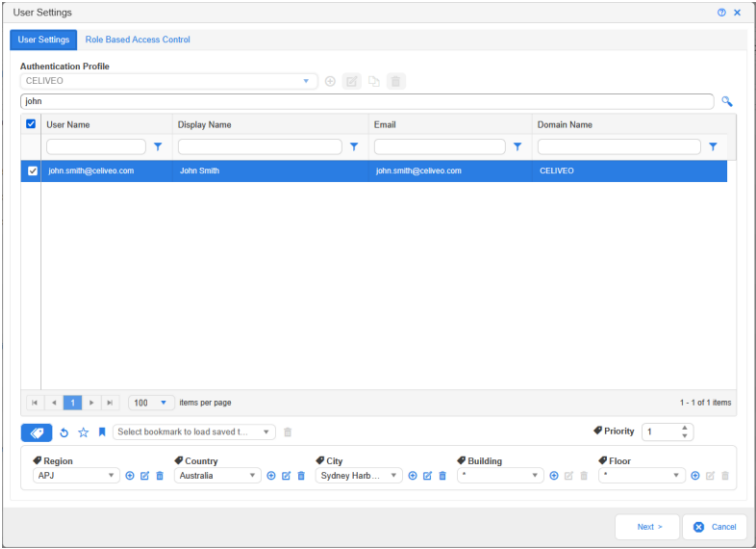 User Settings
User Settings Role Based Access Control
Authentication Profile
CELIVEO
john
User Name Display Name Email Domain Name
john.smith@celiveo.com John Smith john.smith@celiveo.com CELIVEO
1 100 items per page 1 - 1 of 1 items
Select bookmark to load saved t... Priority 1
Region Country City Building Floor
APJ Australia Sydney Harb... * *
Next > Cancel